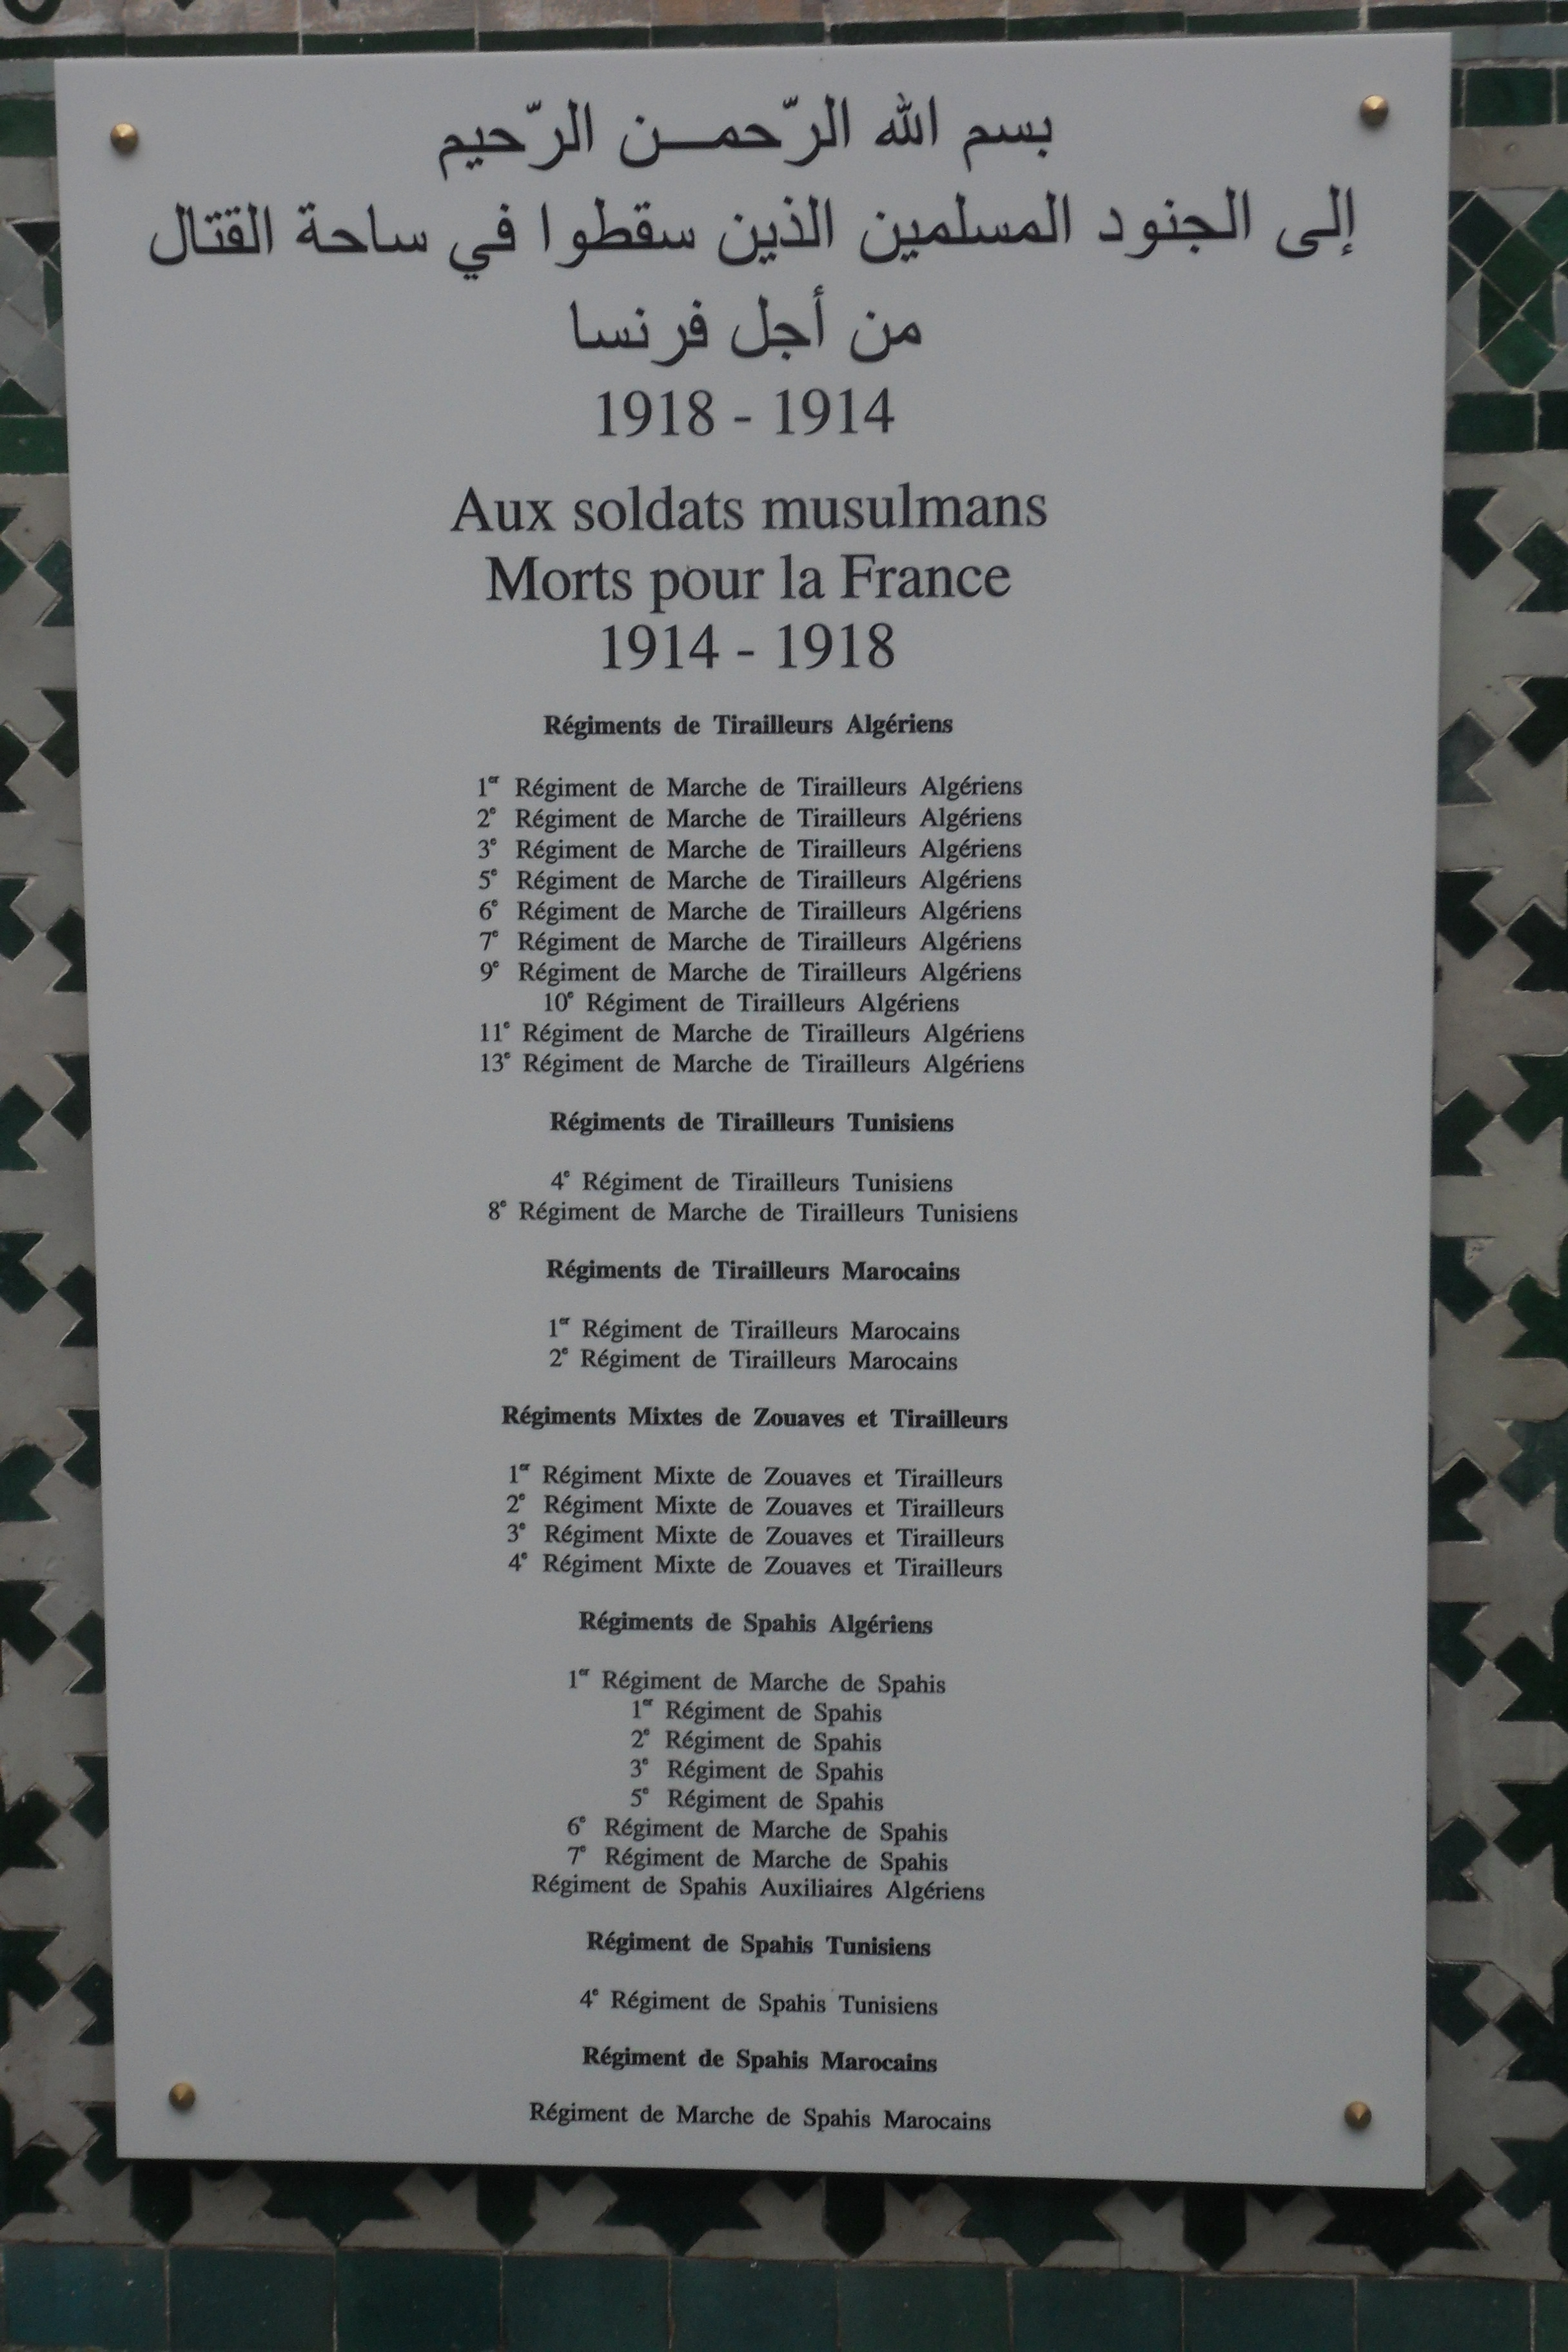 بسم الله الرّحمـــن الرّحيم
إلى الجنود المسلمين الذين سقطوا في ساحة القتال
من أجل فرنسا
1918 - 1914
Aux soldats musulmans
Morts pour la France
1914 - 1918
Régiments de Tirailleurs Algériens
1er Régiment de Marche de Tirailleurs Algériens
2e Régiment de Marche de Tirailleurs Algériens
3e Régiment de Marche de Tirailleurs Algériens
5e Régiment de Marche de Tirailleurs Algériens
6e Régiment de Marche de Tirailleurs Algériens
7e Régiment de Marche de Tirailleurs Algériens
9e Régiment de Marche de Tirailleurs Algériens
10e Régiment de Tirailleurs Algériens
11e Régiment de Marche de Tirailleurs Algériens
13e Régiment de Marche de Tirailleurs Algériens
Régiments de Tirailleurs Tunisiens
4e Régiment de Tirailleurs Tunisiens
8e Régiment de Marche de Tirailleurs Tunisiens
Régiments de Tirailleurs Marocains
1er Régiment de Tirailleurs Marocains
2e Régiment de Tirailleurs Marocains
Régiments Mixtes de Zouaves et Tirailleurs
1er Régiment Mixte de Zouaves et Tirailleurs
2e Régiment Mixte de Zouaves et Tirailleurs
3e Régiment Mixte de Zouaves et Tirailleurs
4e Régiment Mixte de Zouaves et Tirailleurs
Régiments de Spahis Algériens
1er Régiment de Marche de Spahis
1er Régiment de Spahis
2e Régiment de Spahis
3e Régiment de Spahis
5e Régiment de Spahis
6e Régiment de Marche de Spahis
7e Régiment de Marche de Spahis
Régiment de Spahis Auxiliaires Algériens
Régiment de Spahis Tunisiens
4e Régiment de Spahis Tunisiens
Régiment de Spahis Marocains
Régiment de Marche de Spahis Marocains